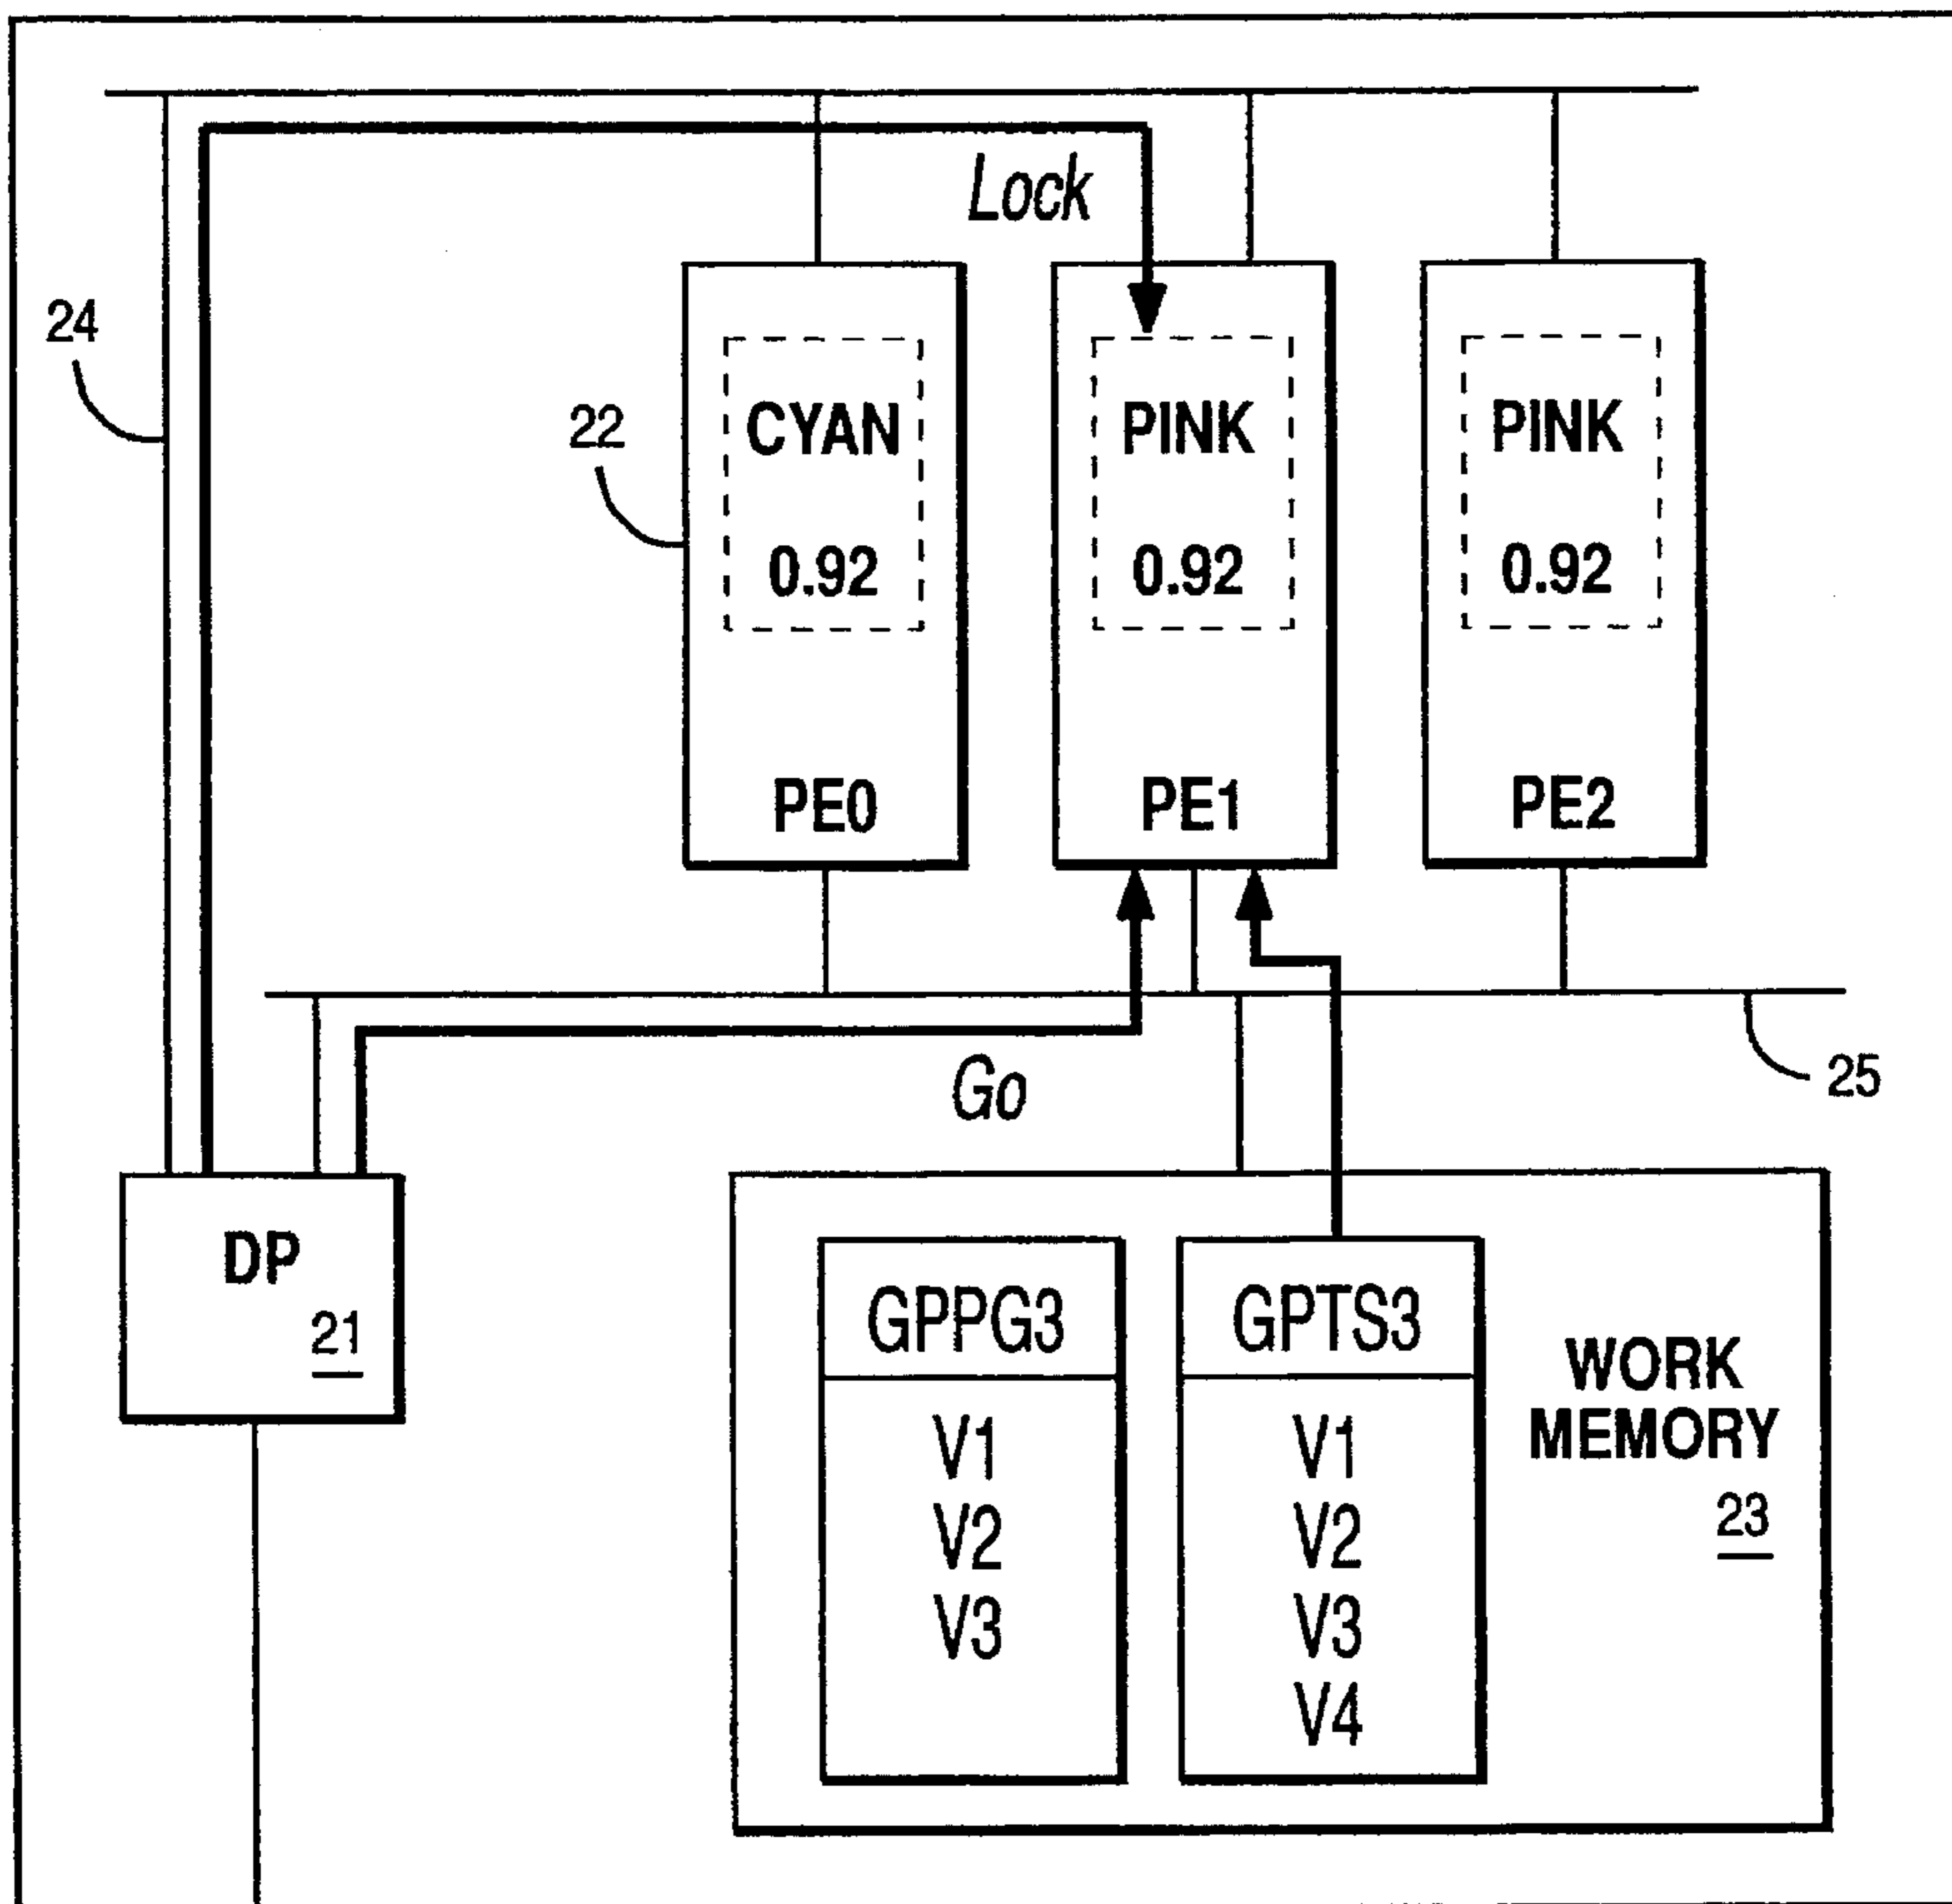 Lock
24
22
CYAN
0.92
PE0
PINK
0.92
PE1
PINK
0.92
PE2
Go
25
DP
21
GPPG3
V1
V2
V3
GPTS3
V1
V2
V3
V4
WORK
MEMORY
23